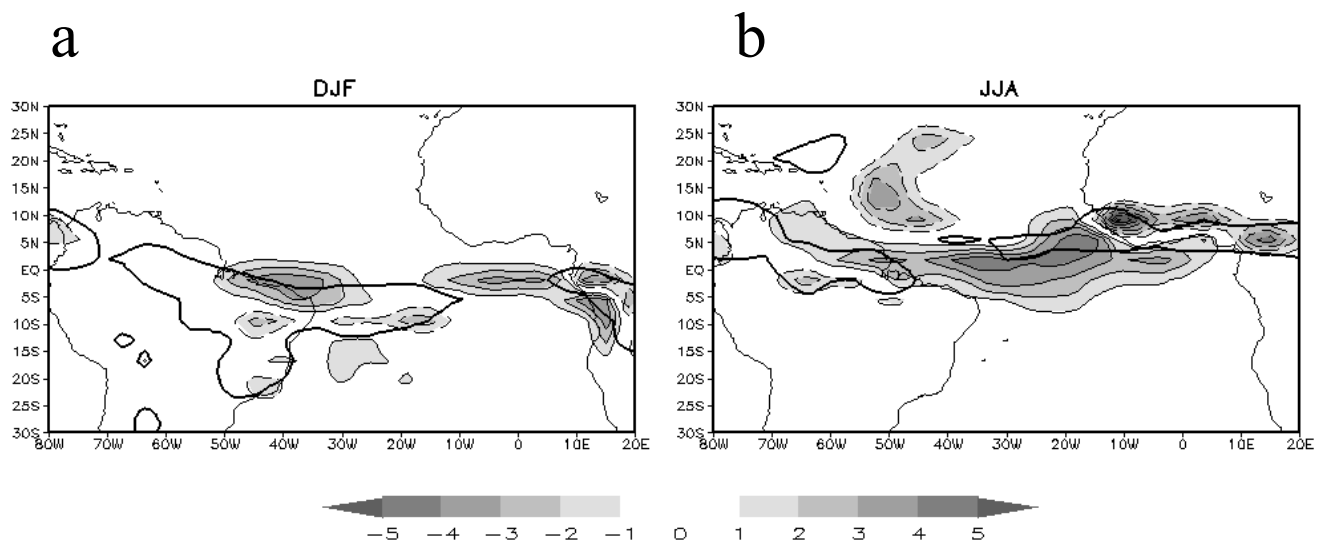 a b
DJF JJA
30N
25N
20N
15N
10N
5N
EQ
5S
10S
15S
20S
25S
30S
80W 70W 60W 50W 40W 30W 20W 10W 0 10E 20E
30N
25N
20N
15N
10N
5N
EQ
5S
10S
15S
20S
25S
30S
80W 70W 60W 50W 40W 30W 20W 10W 0 10E 20E
−5 −4 −3 −2 −1 0 1 2 3 4 5